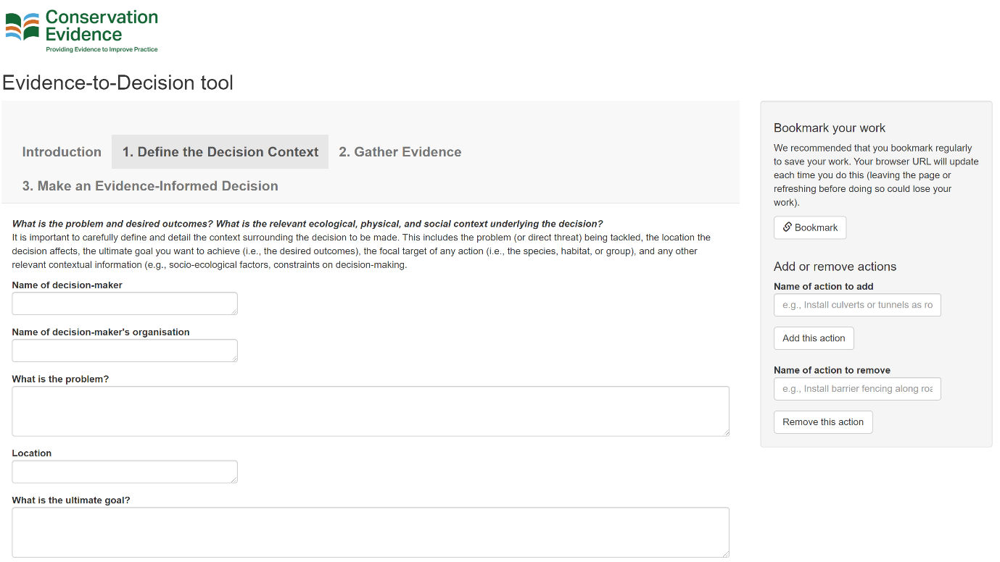 Conservation
Evidence
Providing Evidence to Improve Practice
Evidence-to-Decision tool
Introduction
1. Define the Decision Context
2. Gather Evidence
3. Make an Evidence-Informed Decision
What is the problem and desired outcomes? What is the relevant ecological, physical, and social context underlying the decision?
It is important to carefully define and detail the context surrounding the decision to be made. This includes the problem (or direct threat) being tackled, the location the
decision affects, the ultimate goal you want to achieve (i.e., the desired outcomes), the focal target of any action (i.e., the species, habitat, or group), and any other
relevant contextual information (e.g., socio-ecological factors, constraints on decision-making.
Name of decision-maker
Name of decision-maker's organisation
What is the problem?
Location
What is the ultimate goal?
Bookmark your work
We recommended that you bookmark regularly
to save your work. Your browser URL will update
each time you do this (leaving the page or
refreshing before doing so could lose your
work).
Bookmark
Add or remove actions
Name of action to add
e.g., Install culverts or tunnels as ro
Add this action
Name of action to remove
e.g., Install barrier fencing along roa
Remove this action